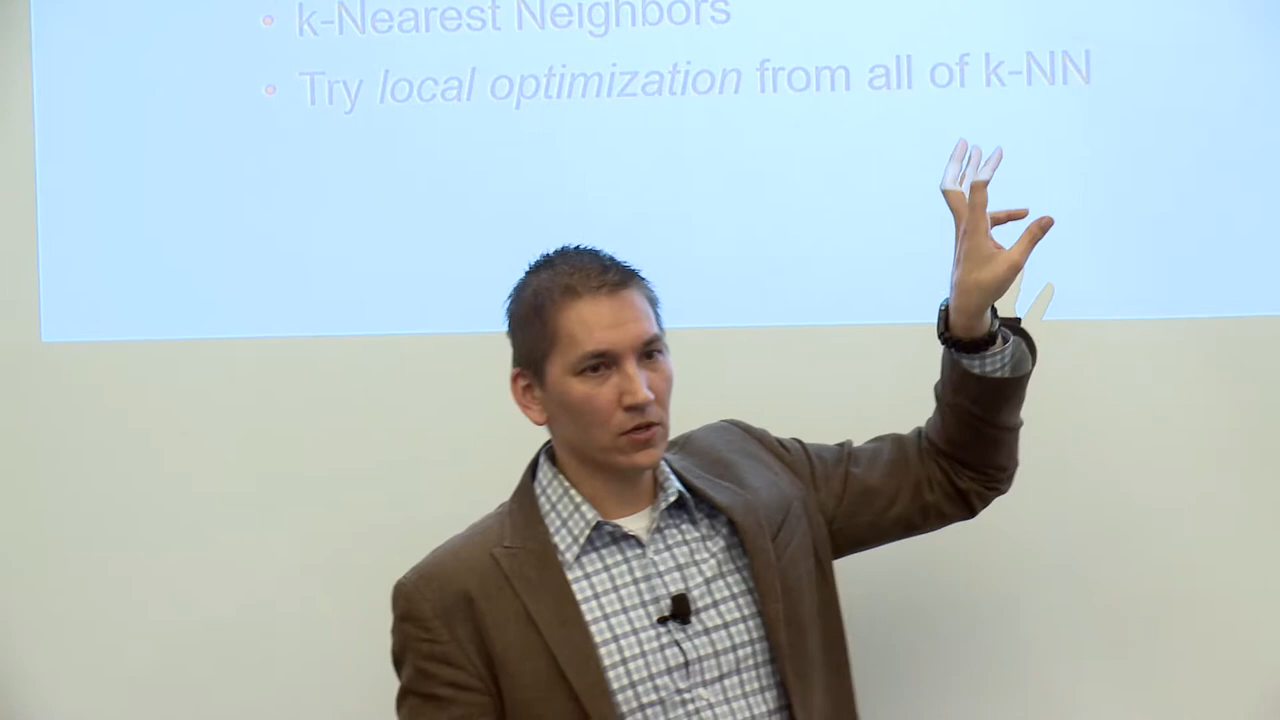 • k-Nearest Neighbors
• Try local optimization from all of k-NN